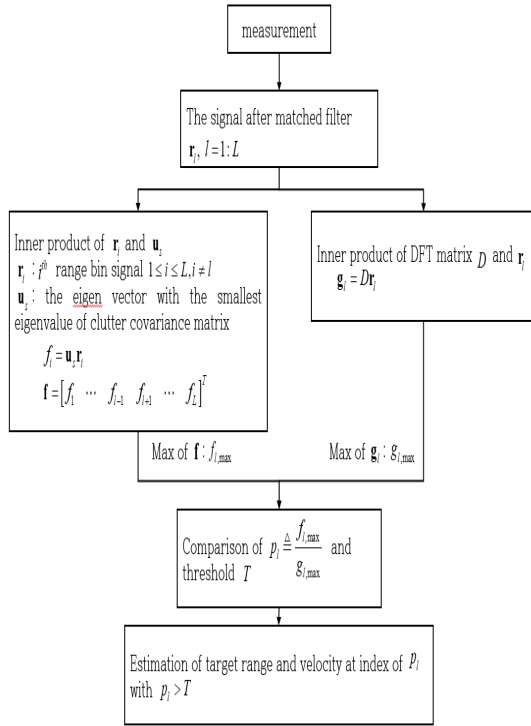 measurement
The signal after matched filter
r_l, l=1:L
Inner product of r_i and u_s
r_i : i^th range bin signal 1≤i≤L, i≠l
u_s : the eigen vector with the smallest
eigenvalue of clutter covariance matrix
f_i = u_s r_i
f = [f_1 ⋯ f_{l-1} f_{l+1} ⋯ f_L]^T
Inner product of DFT matrix D and r_l
g_l = D r_l
Max of f : f_{l,max}
Max of g_l : g_{l,max}
Comparison of p_l ≜ f_{l,max} / g_{l,max} and
threshold T
Estimation of target range and velocity at index of p_l
with p_l > T